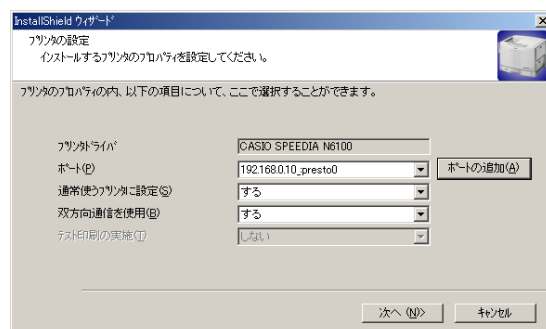 InstallShield ウィザード
プリンタの設定
インストールするプリンタのプロパティを設定してください。
プリンタのプロパティの内、以下の項目について、ここで選択することができます。
プリンタドライバ CASIO SPEEDIA N6100
ポート(P) 192.168.0.10_presto0 ポートの追加(A)
通常使うプリンタに設定(S) する
双方向通信を使用(B) する
テスト印刷の実施(T) しない
次へ (N)> キャンセル